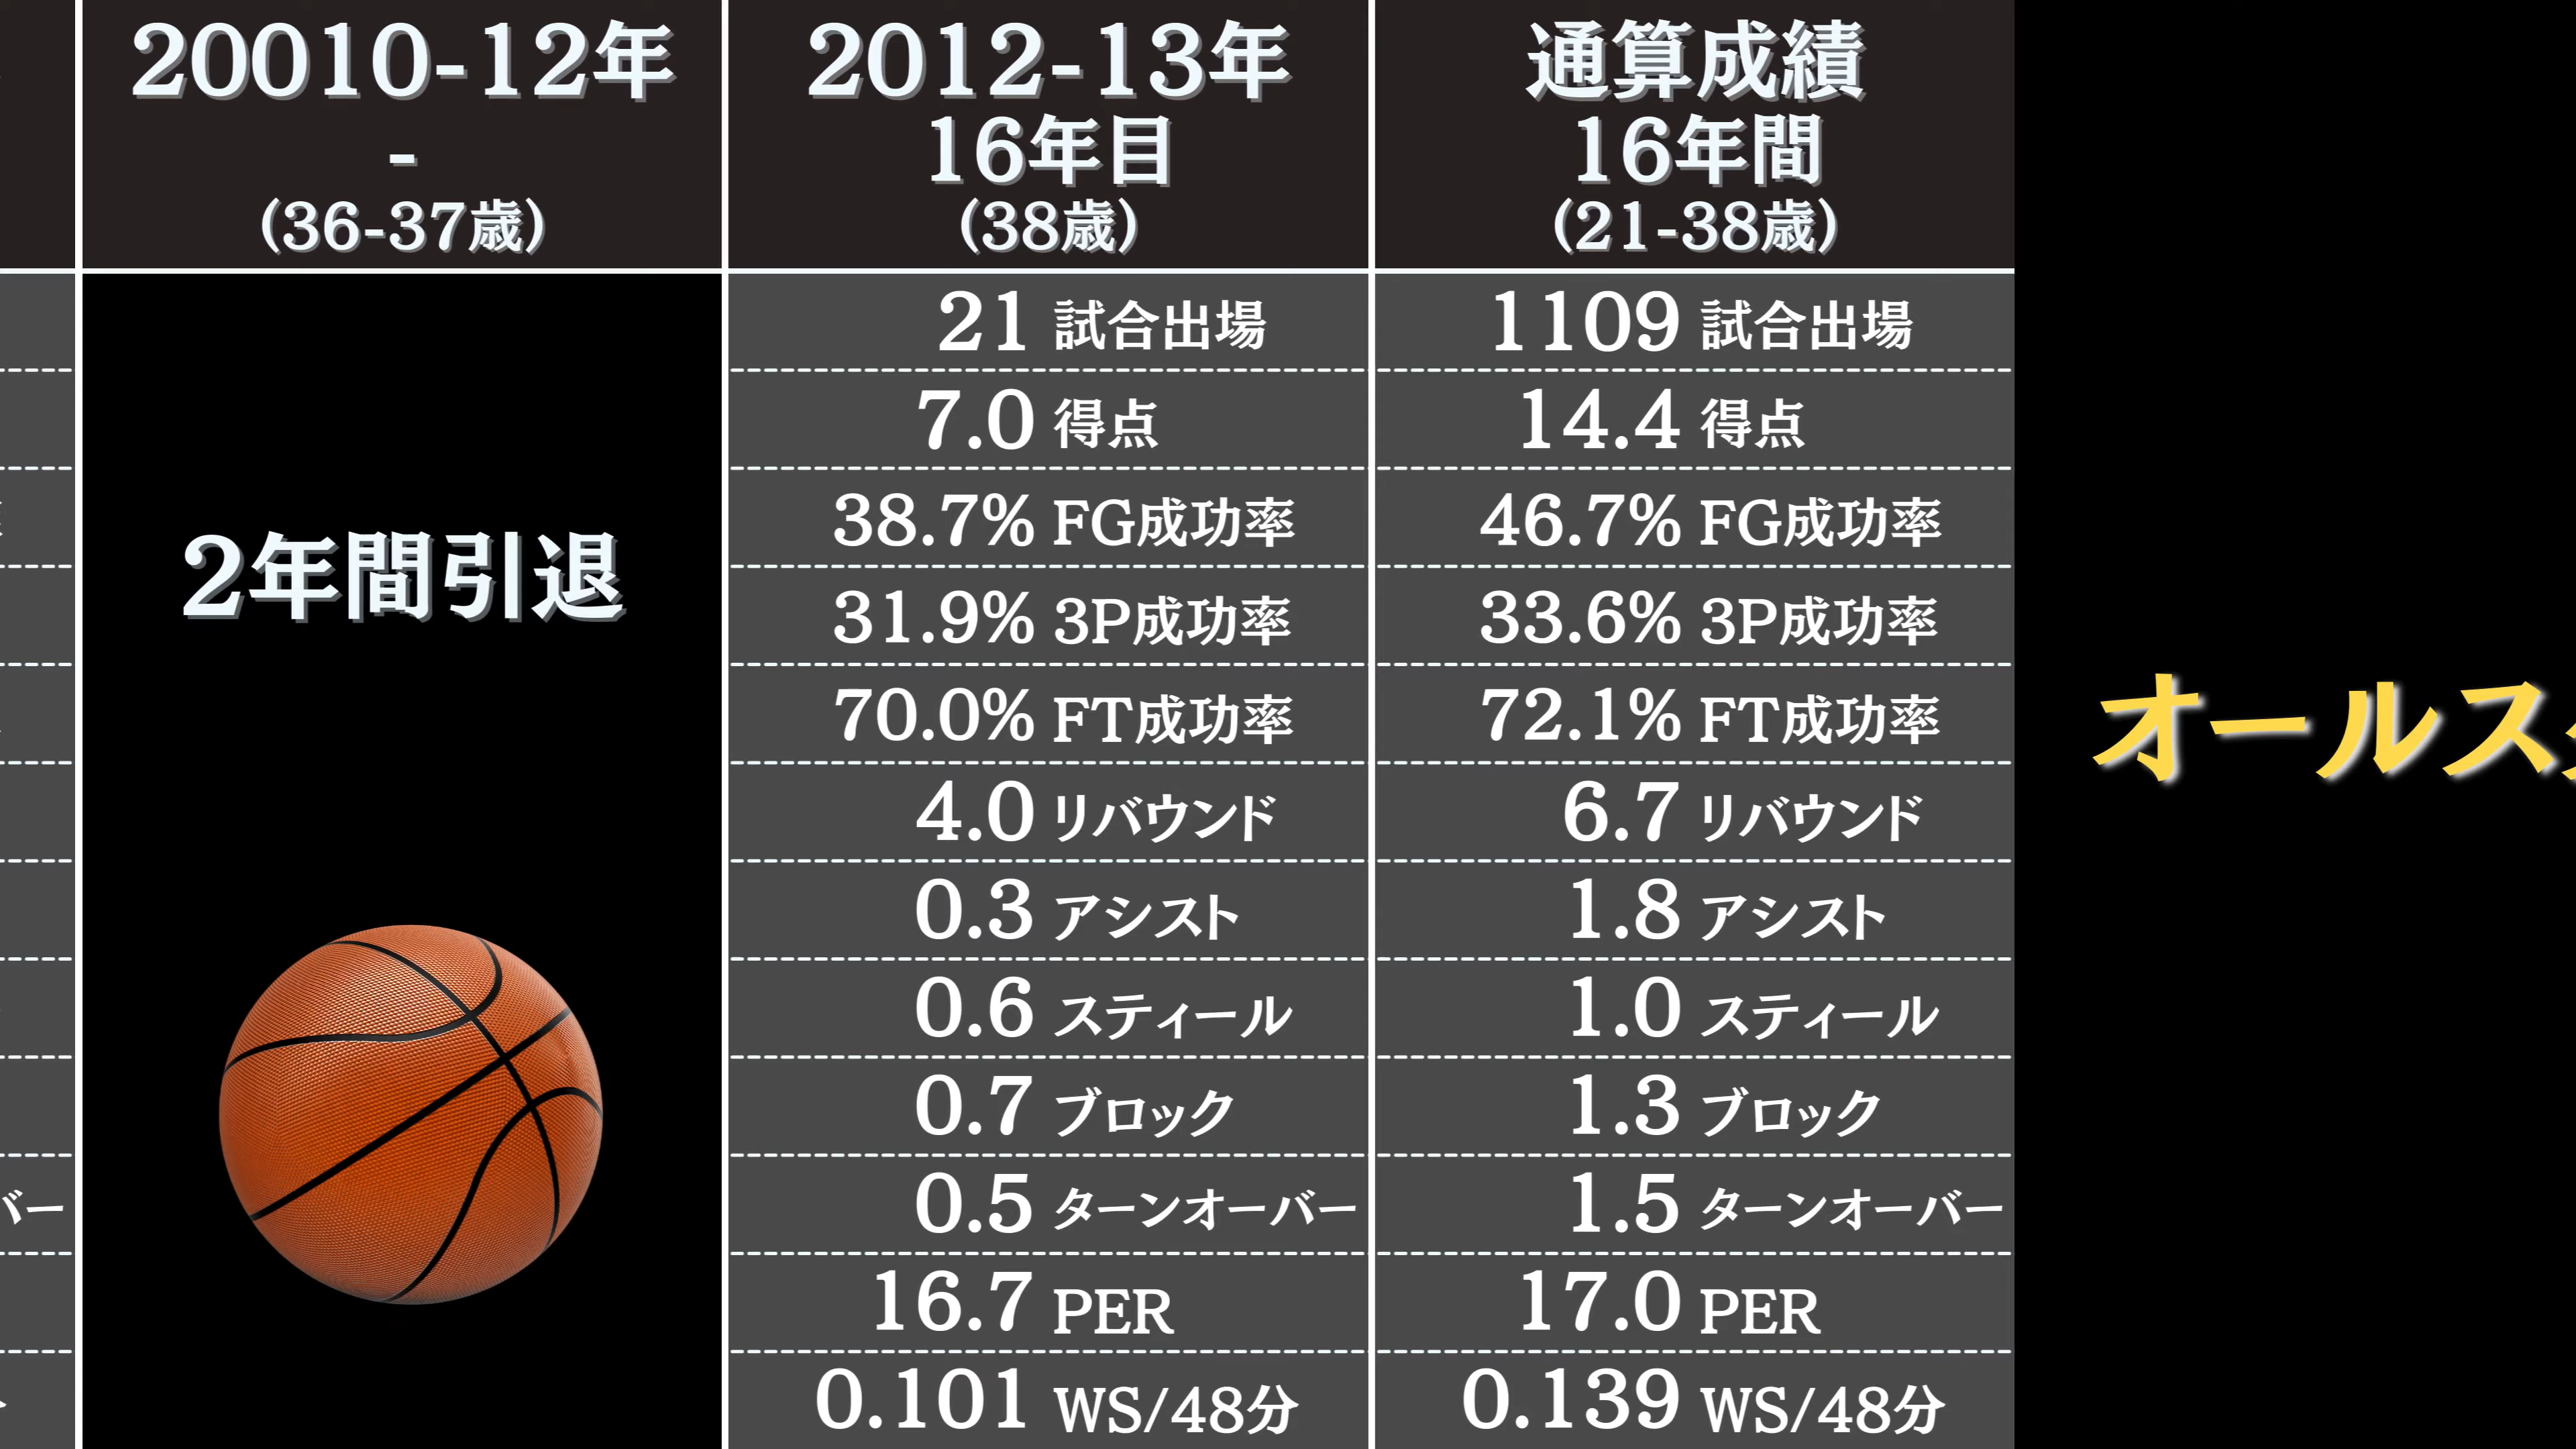 バー
20010-12年
-
(36-37歳)
2年間引退
2012-13年
16年目
(38歳)
21 試合出場
7.0 得点
38.7% FG成功率
31.9% 3P成功率
70.0% FT成功率
4.0 リバウンド
0.3 アシスト
0.6 スティール
0.7 ブロック
0.5 ターンオーバー
16.7 PER
0.101 WS/48分
通算成績
16年間
(21-38歳)
1109 試合出場
14.4 得点
46.7% FG成功率
33.6% 3P成功率
72.1% FT成功率
6.7 リバウンド
1.8 アシスト
1.0 スティール
1.3 ブロック
1.5 ターンオーバー
17.0 PER
0.139 WS/48分
オールス